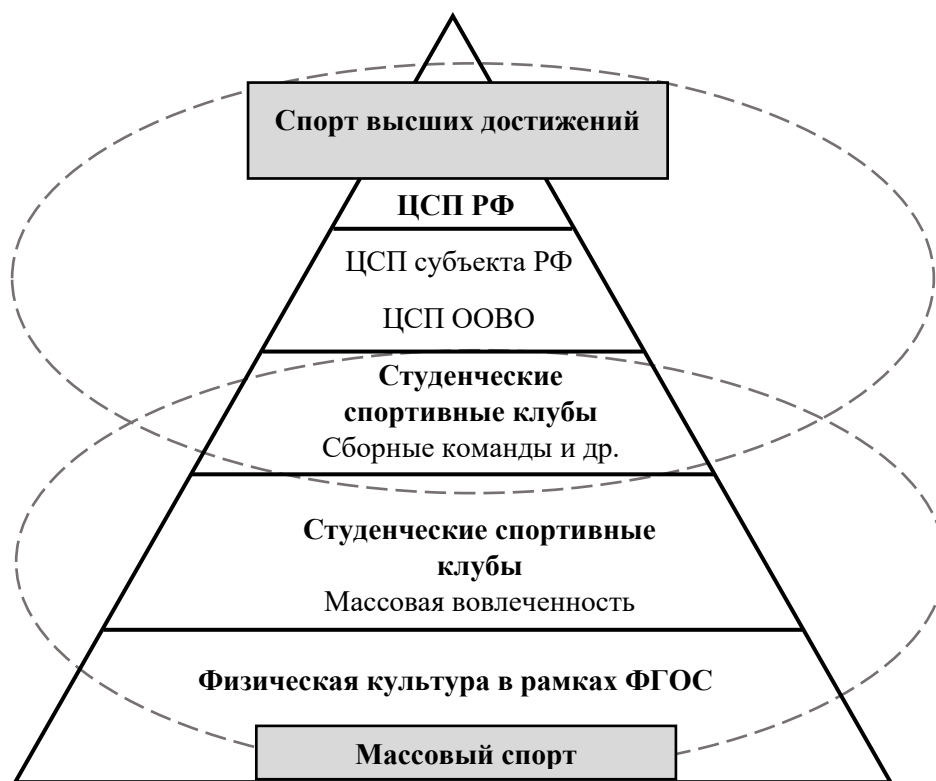 Спорт высших достижений
ЦСП РФ
ЦСП субъекта РФ
ЦСП ООВО
Студенческие
спортивные клубы
Сборные команды и др.
Студенческие спортивные
клубы
Массовая вовлеченность
Физическая культура в рамках ФГОС
Массовый спорт